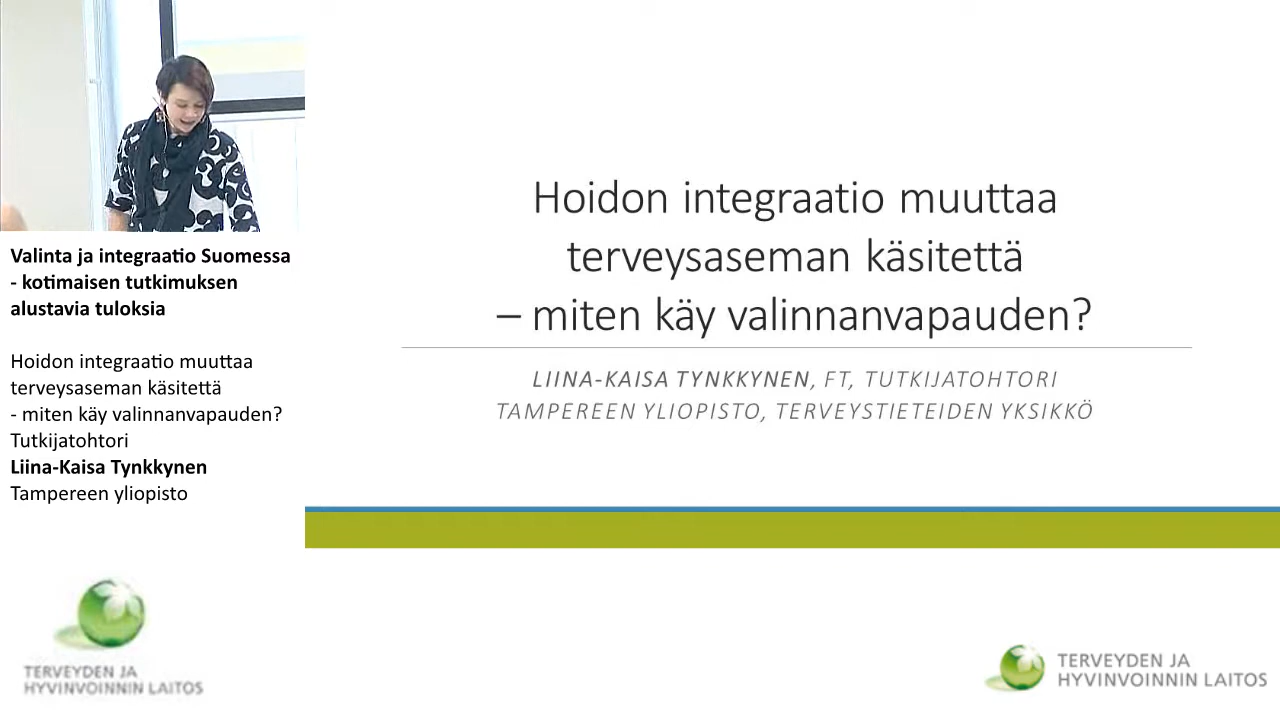 Valinta ja integraatio Suomessa
- kotimaisen tutkimuksen
alustavia tuloksia
Hoidon integraatio muuttaa
terveysaseman käsitettä
- miten käy valinnanvapauden?
Tutkijatohtori
Liina-Kaisa Tynkkynen
Tampereen yliopisto
TERVEYDEN JA
HYVINVOINNIN LAITOS
Hoidon integraatio muuttaa
terveysaseman käsitettä
– miten käy valinnanvapauden?
LIINA-KAISA TYNKKYNEN, FT, TUTKIJATOHTORI
TAMPEREEN YLIOPISTO, TERVEYSTIETEIDEN YKSIKKÖ
TERVEYDEN JA
HYVINVOINNIN LAITOS